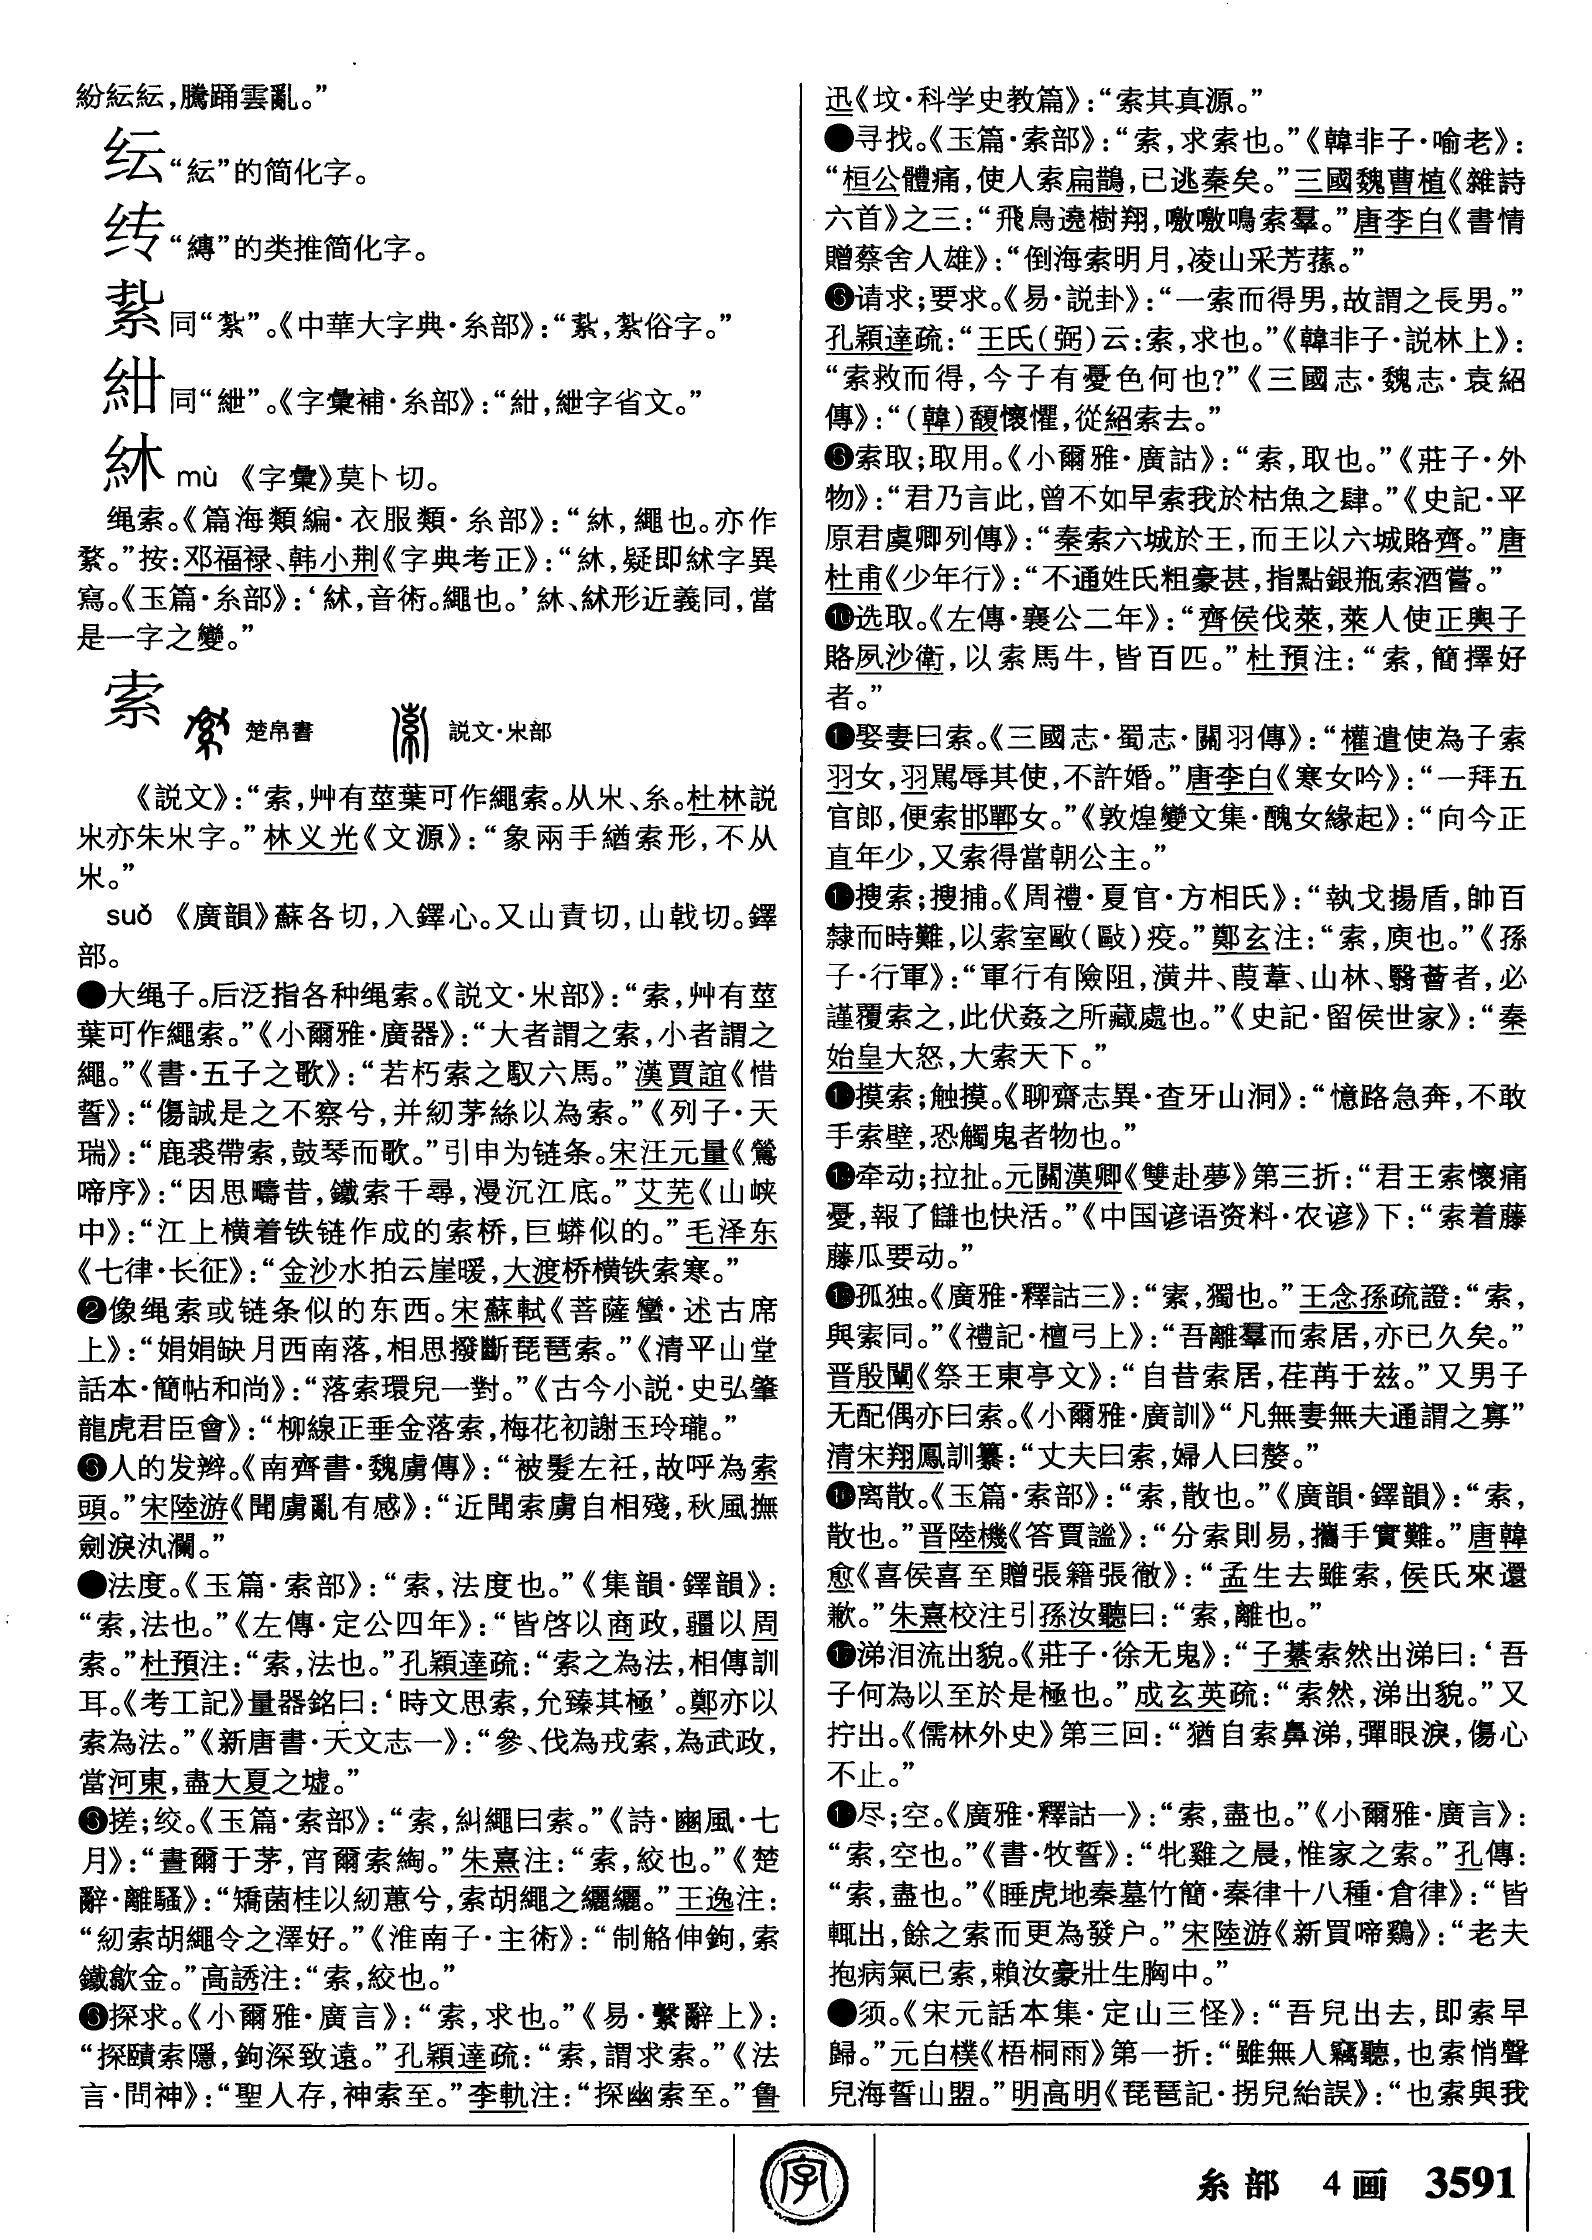 紛紜紜，騰踊雲亂。”
纭 “紜”的简化字。
䏝 “縳”的类推简化字。
紮 同“紥”。《中華大字典·糸部》：“紮，紥俗字。”
紺 同“紲”。《字彙補·糸部》：“紺，紲字省文。”
䋞 mù 《字彙》莫卜切。
绳索。《篇海類編·衣服類·糸部》：“䋞，繩也。亦作
䋷。”按：邓福禄、韩小荆《字典考正》：“䋞，疑即絉字異
寫。《玉篇·糸部》：‘絉，音術。繩也。’䋞、絉形近義同，當
是一字之變。”
索 楚帛書 説文·𣎵部
《説文》：“索，艸有莖葉可作繩索。从𣎵、糸。杜林説
𣎵亦朱𣎵字。”林义光《文源》：“象兩手緧索形，不从
𣎵。”
suǒ 《廣韻》蘇各切，入鐸心。又山責切，山戟切。鐸
部。
●大绳子。后泛指各种绳索。《説文·𣎵部》：“索，艸有莖
葉可作繩索。”《小爾雅·廣器》：“大者謂之索，小者謂之
繩。”《書·五子之歌》：“若朽索之馭六馬。”漢賈誼《惜
誓》：“傷誠是之不察兮，并紉茅絲以為索。”《列子·天
瑞》：“鹿裘帶索，鼓琴而歌。”引申为链条。宋汪元量《鶯
啼序》：“因思疇昔，鐵索千尋，漫沉江底。”艾芜《山峡
中》：“江上横着铁链作成的索桥，巨蟒似的。”毛泽东
《七律·长征》：“金沙水拍云崖暖，大渡桥横铁索寒。”
❷像绳索或链条似的东西。宋蘇軾《菩薩蠻·述古席
上》：“娟娟缺月西南落，相思撥斷琵琶索。”《清平山堂
話本·簡帖和尚》：“落索環兒一對。”《古今小説·史弘肇
龍虎君臣會》：“柳線正垂金落索，梅花初謝玉玲瓏。”
❸人的发辫。《南齊書·魏虜傳》：“被髮左衽，故呼為索
頭。”宋陸游《聞虜亂有感》：“近聞索虜自相殘，秋風撫
劍淚汍瀾。”
●法度。《玉篇·索部》：“索，法度也。”《集韻·鐸韻》：
“索，法也。”《左傳·定公四年》：“皆啓以商政，疆以周
索。”杜預注：“索，法也。”孔穎達疏：“索之為法，相傳訓
耳。《考工記》量器銘曰：‘時文思索，允臻其極’。鄭亦以
索為法。”《新唐書·天文志一》：“參、伐為戎索，為武政，
當河東，盡大夏之墟。”
❺搓；绞。《玉篇·索部》：“索，糾繩曰索。”《詩·豳風·七
月》：“晝爾于茅，宵爾索綯。”朱熹注：“索，絞也。”《楚
辭·離騷》：“矯菌桂以紉蕙兮，索胡繩之纚纚。”王逸注：
“紉索胡繩令之澤好。”《淮南子·主術》：“制觡伸鉤，索
鐵歙金。”高誘注：“索，絞也。”
❻探求。《小爾雅·廣言》：“索，求也。”《易·繫辭上》：
“探賾索隱，鉤深致遠。”孔穎達疏：“索，謂求索。”《法
言·問神》：“聖人存，神索至。”李軌注：“探幽索至。”鲁
迅《坟·科学史教篇》：“索其真源。”
●寻找。《玉篇·索部》：“索，求索也。”《韓非子·喻老》：
“桓公體痛，使人索扁鵲，已逃秦矣。”三國魏曹植《雜詩
六首》之三：“飛鳥遶樹翔，噭噭鳴索羣。”唐李白《書情
贈蔡舍人雄》：“倒海索明月，凌山采芳蓀。”
❽请求；要求。《易·説卦》：“一索而得男，故謂之長男。”
孔穎達疏：“王氏（弼）云：索，求也。”《韓非子·説林上》：
“索救而得，今子有憂色何也？”《三國志·魏志·袁紹
傳》：“（韓）馥懷懼，從紹索去。”
❾索取；取用。《小爾雅·廣詁》：“索，取也。”《莊子·外
物》：“君乃言此，曾不如早索我於枯魚之肆。”《史記·平
原君虞卿列傳》：“秦索六城於王，而王以六城賂齊。”唐
杜甫《少年行》：“不通姓氏粗豪甚，指點銀瓶索酒嘗。”
❿选取。《左傳·襄公二年》：“齊侯伐萊，萊人使正輿子
賂夙沙衛，以索馬牛，皆百匹。”杜預注：“索，簡擇好
者。”
⓫娶妻曰索。《三國志·蜀志·關羽傳》：“權遣使為子索
羽女，羽駡辱其使，不許婚。”唐李白《寒女吟》：“一拜五
官郎，便索邯鄲女。”《敦煌變文集·醜女緣起》：“向今正
直年少，又索得當朝公主。”
⓬搜索；搜捕。《周禮·夏官·方相氏》：“執戈揚盾，帥百
隸而時難，以索室敺（毆）疫。”鄭玄注：“索，廋也。”《孫
子·行軍》：“軍行有險阻，潢井、葭葦、山林、翳薈者，必
謹覆索之，此伏姦之所藏處也。”《史記·留侯世家》：“秦
始皇大怒，大索天下。”
⓭摸索；触摸。《聊齋志異·查牙山洞》：“憶路急奔，不敢
手索壁，恐觸鬼者物也。”
⓮牵动；拉扯。元關漢卿《雙赴夢》第三折：“君王索懷痛
憂，報了讎也快活。”《中国谚语资料·农谚》下：“索着藤
藤瓜要动。”
⓯孤独。《廣雅·釋詁三》：“索，獨也。”王念孫疏證：“索，
與索同。”《禮記·檀弓上》：“吾離羣而索居，亦已久矣。”
晋殷闡《祭王東亭文》：“自昔索居，荏苒于兹。”又男子
无配偶亦曰索。《小爾雅·廣訓》“凡無妻無夫通謂之寡”
清宋翔鳳訓纂：“丈夫曰索，婦人曰嫠。”
⓰离散。《玉篇·索部》：“索，散也。”《廣韻·鐸韻》：“索，
散也。”晋陸機《答賈謐》：“分索則易，攜手實難。”唐韓
愈《喜侯喜至贈張籍張徹》：“孟生去雖索，侯氏來還
歉。”朱熹校注引孫汝聽曰：“索，離也。”
⓱涕泪流出貌。《莊子·徐无鬼》：“子綦索然出涕曰：‘吾
子何為以至於是極也。”成玄英疏：“索然，涕出貌。”又
拧出。《儒林外史》第三回：“猶自索鼻涕，彈眼淚，傷心
不止。”
⓲尽；空。《廣雅·釋詁一》：“索，盡也。”《小爾雅·廣言》：
“索，空也。”《書·牧誓》：“牝雞之晨，惟家之索。”孔傳：
“索，盡也。”《睡虎地秦墓竹簡·秦律十八種·倉律》：“皆
輒出，餘之索而更為發户。”宋陸游《新買啼鷄》：“老夫
抱病氣已索，賴汝豪壯生胸中。”
●须。《宋元話本集·定山三怪》：“吾兒出去，即索早
歸。”元白樸《梧桐雨》第一折：“雖無人竊聽，也索悄聲
兒海誓山盟。”明高明《琵琶記·拐兒紿誤》：“也索與我
字
糸部 4画 3591